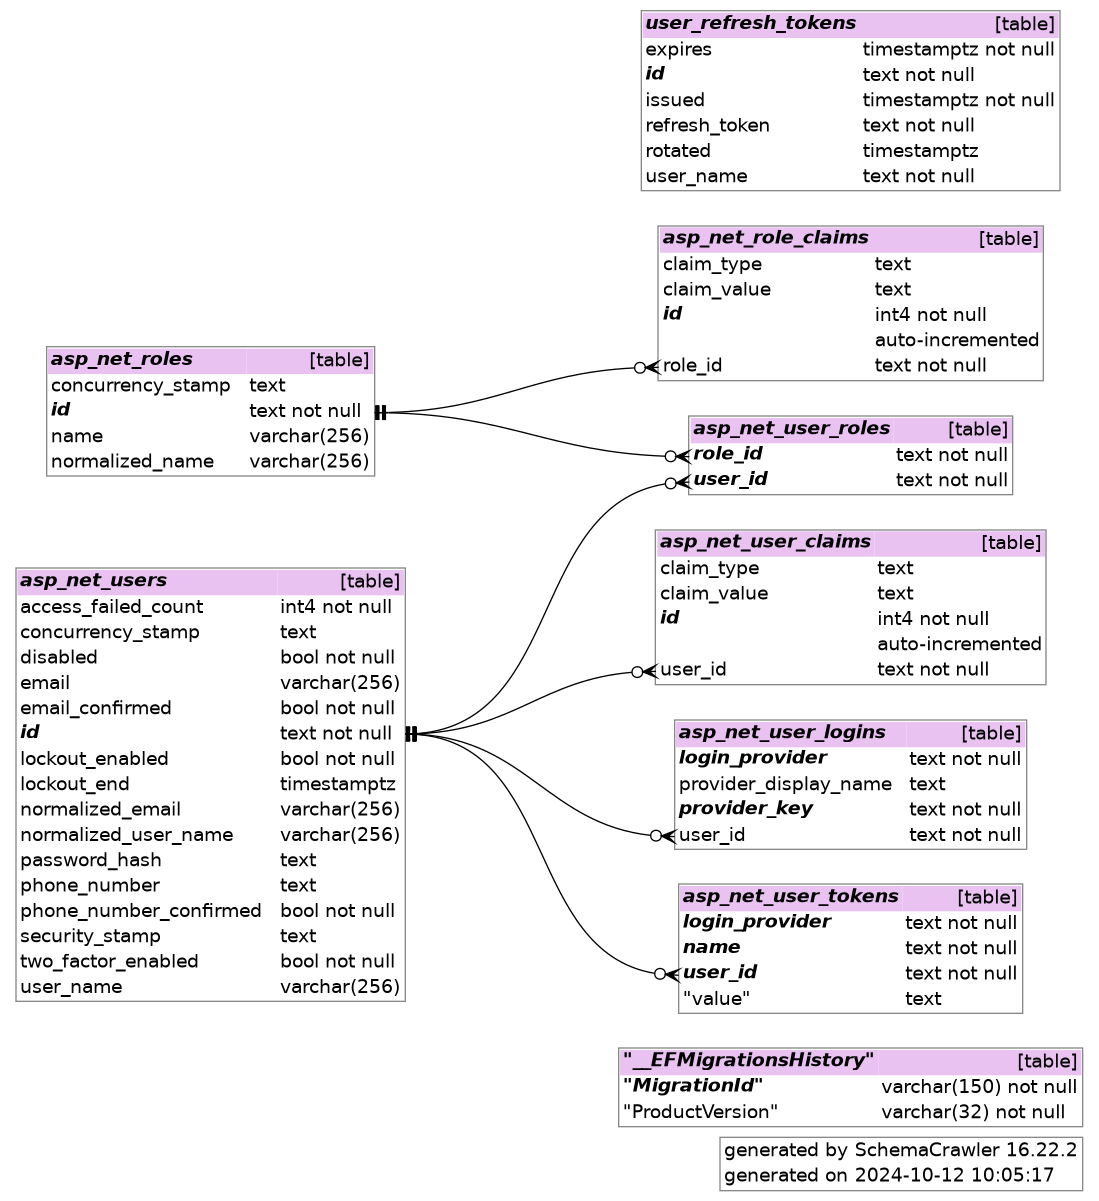 user_refresh_tokens [table]
expires timestamptz not null
id text not null
issued timestamptz not null
refresh_token text not null
rotated timestamptz
user_name text not null
asp_net_role_claims [table]
claim_type text
claim_value text
id int4 not null
auto-incremented
role_id text not null
asp_net_roles [table]
concurrency_stamp text
id text not null
name varchar(256)
normalized_name varchar(256)
asp_net_user_roles [table]
role_id text not null
user_id text not null
asp_net_user_claims [table]
claim_type text
claim_value text
id int4 not null
auto-incremented
user_id text not null
asp_net_users [table]
access_failed_count int4 not null
concurrency_stamp text
disabled bool not null
email varchar(256)
email_confirmed bool not null
id text not null
lockout_enabled bool not null
lockout_end timestamptz
normalized_email varchar(256)
normalized_user_name varchar(256)
password_hash text
phone_number text
phone_number_confirmed bool not null
security_stamp text
two_factor_enabled bool not null
user_name varchar(256)
asp_net_user_logins [table]
login_provider text not null
provider_display_name text
provider_key text not null
user_id text not null
asp_net_user_tokens [table]
login_provider text not null
name text not null
user_id text not null
"value" text
"__EFMigrationsHistory" [table]
"MigrationId" varchar(150) not null
"ProductVersion" varchar(32) not null
generated by SchemaCrawler 16.22.2
generated on 2024-10-12 10:05:17